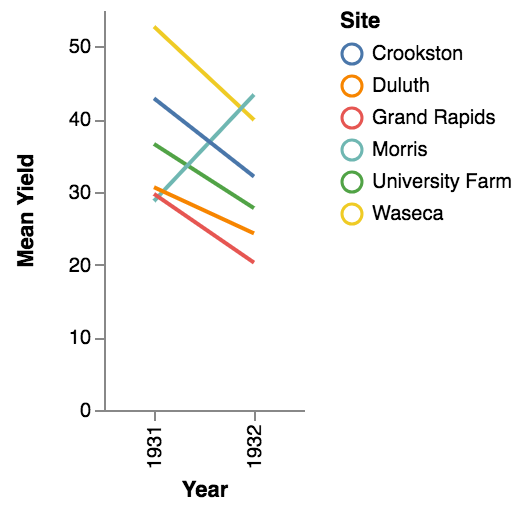 Site
Crookston
Duluth
Grand Rapids
Morris
University Farm
Waseca
Mean Yield
50
40
30
20
10
0
1931
1932
Year